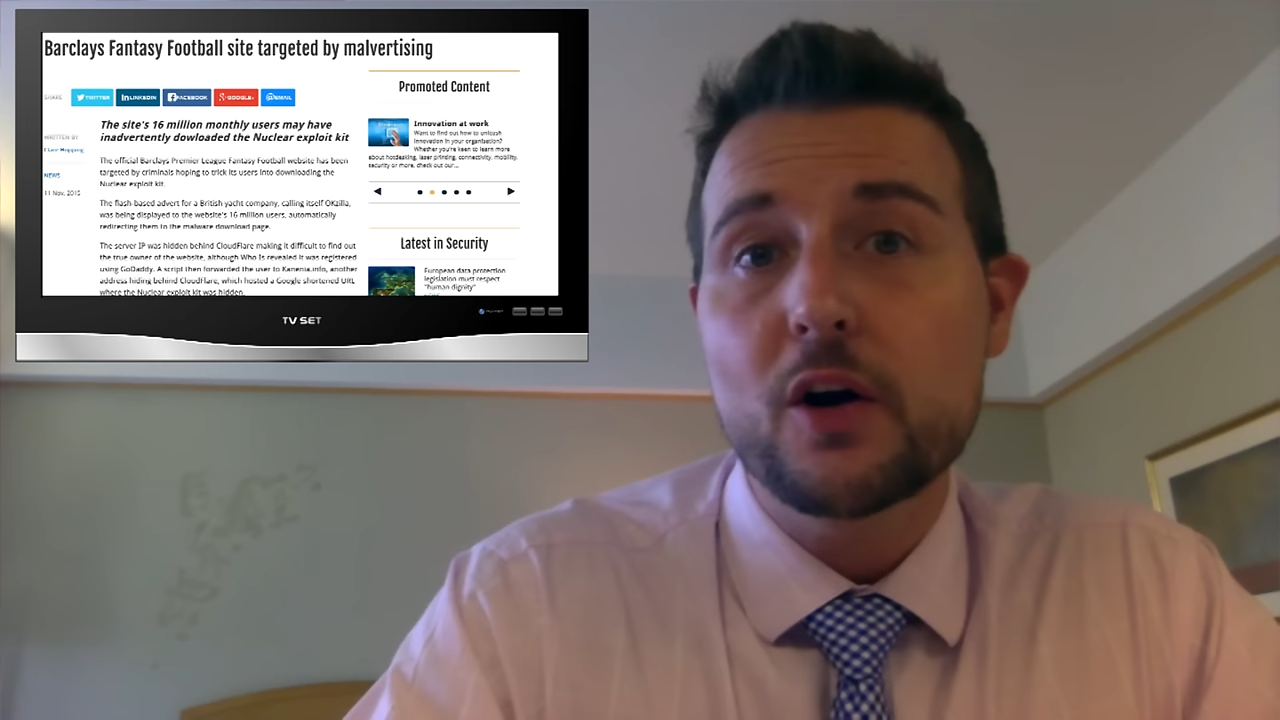 Barclays Fantasy Football site targeted by malvertising
SHARE
TWITTER
LINKEDIN
FACEBOOK
GOOGLE+
@EMAIL
WRITTEN BY
Clare Hopping
NEWS
11 Nov, 2015
The site's 16 million monthly users may have
inadvertently dowloaded the Nuclear exploit kit
The official Barclays Premier League Fantasy Football website has been
targeted by criminals hoping to trick its users into downloading the
Nuclear exploit kit.
The flash-based advert for a British yacht company, calling itself OKzilla,
was being displayed to the website's 16 million users, automatically
redirecting them to the malware download page.
The server IP was hidden behind CloudFlare making it difficult to find out
the true owner of the website, although Who Is revealed it was registered
using GoDaddy. A script then forwarded the user to Kanenia.info, another
address hiding behind CloudFlare, which hosted a Google shortened URL
where the Nuclear exploit kit was hidden.
Promoted Content
Innovation at work
Want to find out how to unleash
innovation in your organisation?
Whether you're keen to learn more
about hotdesking, laser printing, connectivity, mobility,
security or more, check out our...
Latest in Security
European data protection
legislation must respect
"human dignity"
TV SET